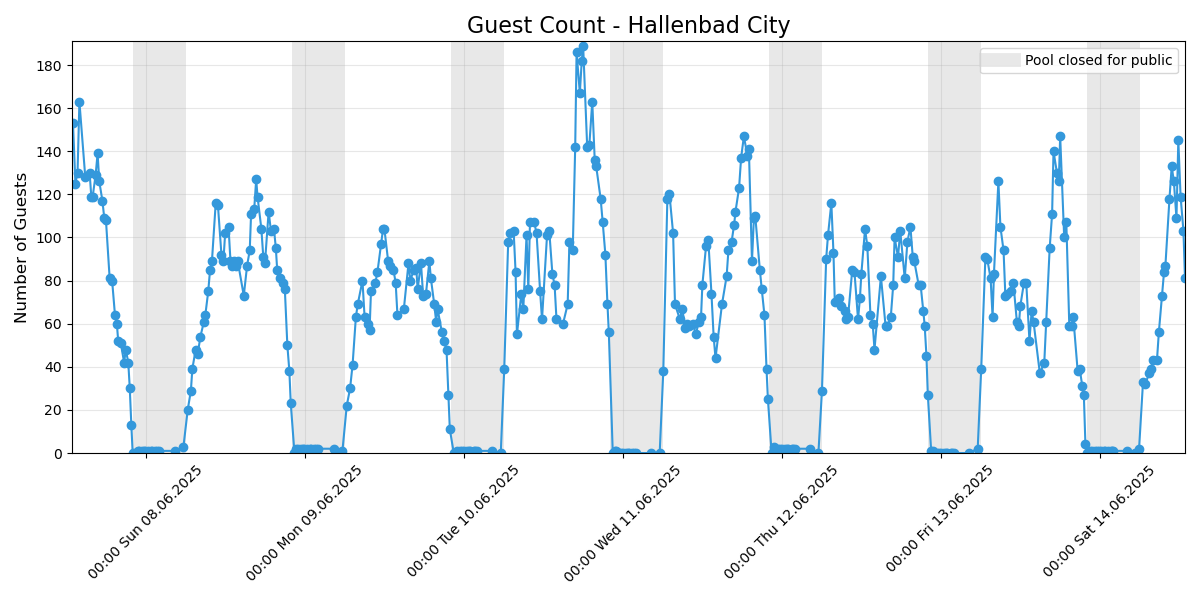 Guest Count - Hallenbad City
Pool closed for public
Number of Guests
180
160
140
120
100
80
60
40
20
0
00:00 Sun 08.06.2025
00:00 Mon 09.06.2025
00:00 Tue 10.06.2025
00:00 Wed 11.06.2025
00:00 Thu 12.06.2025
00:00 Fri 13.06.2025
00:00 Sat 14.06.2025